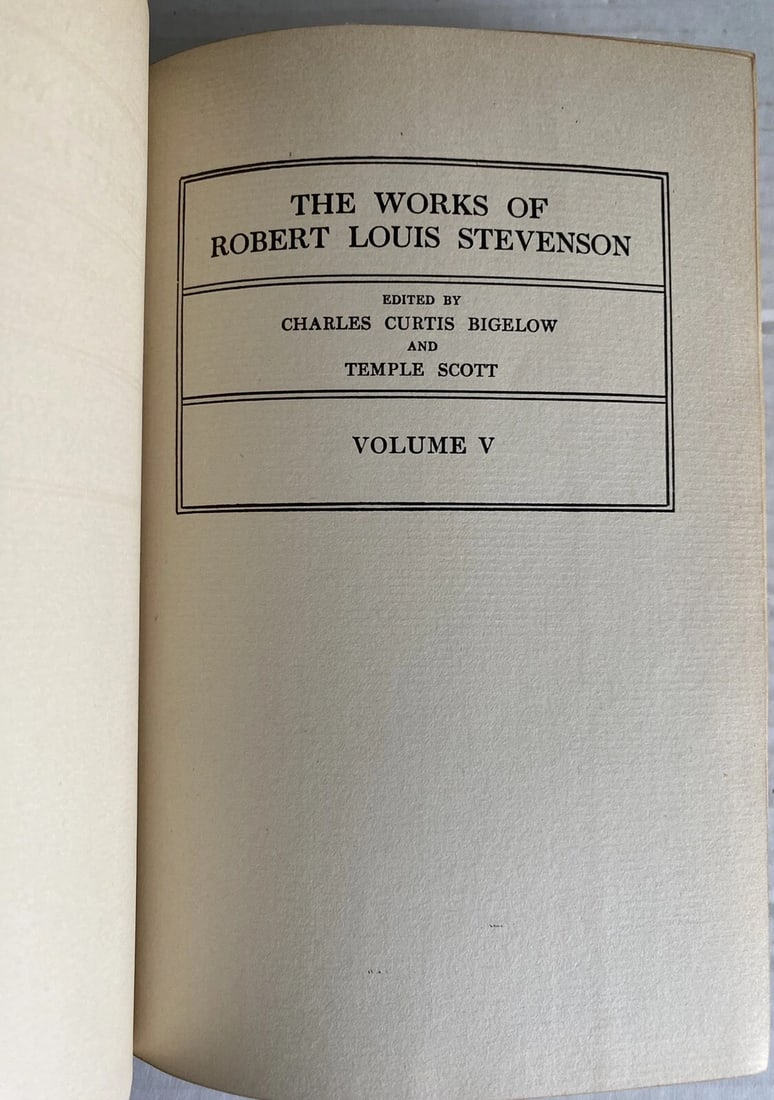 THE WORKS OF
ROBERT LOUIS STEVENSON
EDITED BY
CHARLES CURTIS BIGELOW
AND
TEMPLE SCOTT
VOLUME V